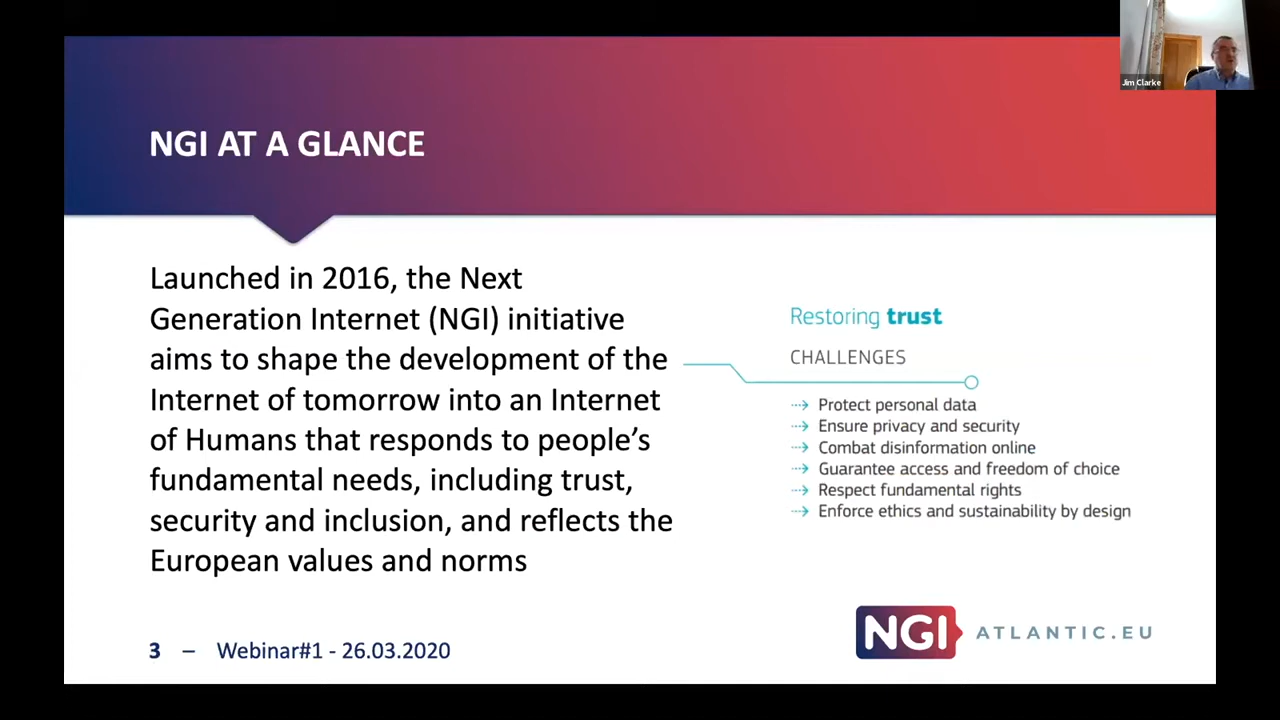 Jim Clarke
NGI AT A GLANCE
Launched in 2016, the Next
Generation Internet (NGI) initiative
aims to shape the development of the
Internet of tomorrow into an Internet
of Humans that responds to people’s
fundamental needs, including trust,
security and inclusion, and reflects the
European values and norms
Restoring trust
CHALLENGES
Protect personal data
Ensure privacy and security
Combat disinformation online
Guarantee access and freedom of choice
Respect fundamental rights
Enforce ethics and sustainability by design
3 – Webinar#1 - 26.03.2020
NGI ATLANTIC.EU